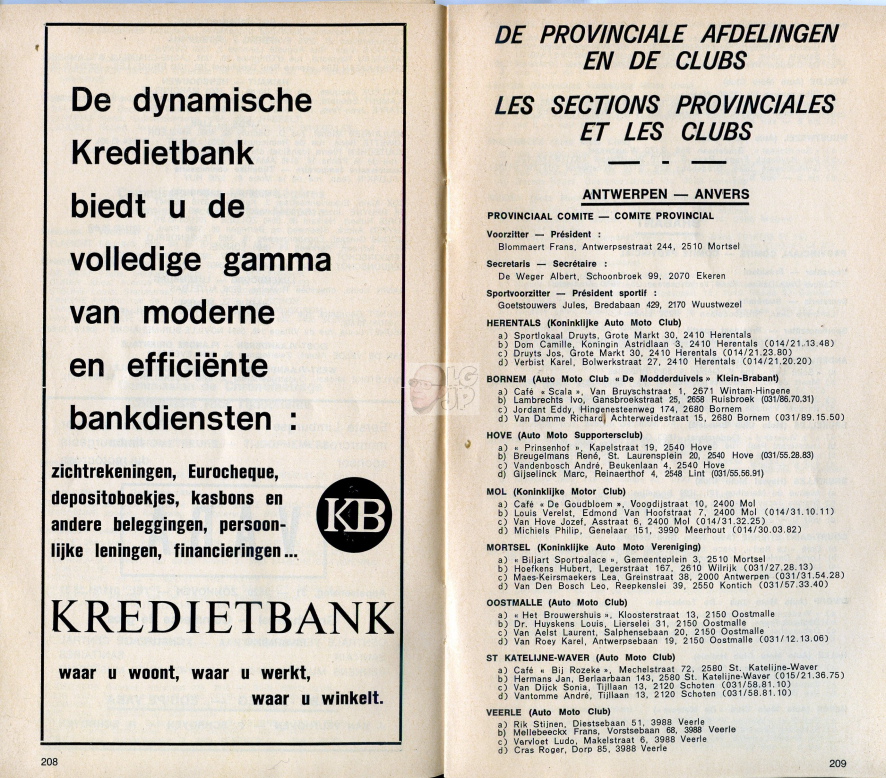 De dynamische
Kredietbank
biedt u de
volledige gamma
van moderne
en efficiënte
bankdiensten :
zichtrekeningen, Eurocheque,
depositoboekjes, kasbons en
andere beleggingen, persoon-
lijke leningen, financieringen...
KB
KREDIETBANK
waar u woont, waar u werkt,
waar u winkelt.
208
DE PROVINCIALE AFDELINGEN
EN DE CLUBS
LES SECTIONS PROVINCIALES
ET LES CLUBS
— - —
ANTWERPEN — ANVERS
PROVINCIAAL COMITE — COMITE PROVINCIAL
Voorzitter — Président :
Blommaert Frans, Antwerpsestraat 244, 2510 Mortsel
Secretaris — Secrétaire :
De Weger Albert, Schoonbroek 99, 2070 Ekeren
Sportvoorzitter — Président sportif :
Goetstouwers Jules, Bredabaan 429, 2170 Wuustwezel
HERENTALS (Koninklijke Auto Moto Club)
a) Sportlokaal Druyts, Grote Markt 30, 2410 Herentals
b) Dom Camille, Koningin Astridlaan 3, 2410 Herentals (014/21.13.48)
c) Druyts Jos, Grote Markt 30, 2410 Herentals (014/21.23.80)
d) Verbist Karel, Bolwerkstraat 27, 2410 Herentals (014/21.20.20)
BORNEM (Auto Moto Club « De Modderduivels » Klein-Brabant)
a) Café « Scala », Van Bruyschstraat 1, 2671 Wintam-Hingene
b) Lambrechts Ivo, Gansbroekstraat 25, 2658 Ruisbroek (031/86.70.31)
c) Jordant Eddy, Hingenesteenweg 174, 2680 Bornem
d) Van Damme Richard, Achterweidestraat 15, 2680 Bornem (031/89.15.50)
HOVE (Auto Moto Supportersclub)
a) « Prinsenhof », Kapelstraat 19, 2540 Hove
b) Breugelmans René, St. Laurensplein 20, 2540 Hove (031/55.28.83)
c) Vandenbosch André, Beukenlaan 4, 2540 Hove
d) Gijselinck Marc, Reinaerthof 4, 2548 Lint (031/55.56.91)
MOL (Koninklijke Motor Club)
a) Café « De Goudbloem », Voogdijstraat 10, 2400 Mol
b) Louis Verelst, Edmond Van Hoofstraat 7, 2400 Mol (014/31.10.11)
c) Van Hove Jozef, Asstraat 6, 2400 Mol (014/31.32.25)
d) Michiels Philip, Genelaar 151, 3990 Meerhout (014/30.03.82)
MORTSEL (Koninklijke Auto Moto Vereniging)
a) « Biljart Sportpalace », Gemeenteplein 3, 2510 Mortsel
b) Hoefkens Hubert, Legerstraat 167, 2610 Wilrijk (031/27.28.13)
c) Maes-Keirsmaekers Lea, Greinstraat 38, 2000 Antwerpen (031/31.54.28)
d) Van Den Bosch Leo, Reepkenslei 39, 2550 Kontich (031/57.33.40)
OOSTMALLE (Auto Moto Club)
a) « Het Brouwershuis », Kloosterstraat 13, 2150 Oostmalle
b) Dr. Huyskens Louis, Lierselei 31, 2150 Oostmalle
c) Van Aelst Laurent, Salphensebaan 20, 2150 Oostmalle
d) Van Roey Karel, Antwerpsebaan 19, 2150 Oostmalle (031/12.13.06)
ST KATELIJNE-WAVER (Auto Moto Club)
a) Café « Bij Rozeke », Mechelstraat 72, 2580 St. Katelijne-Waver
b) Hermans Jan, Berlaarbaan 143, 2580 St. Katelijne-Waver (015/21.36.75)
c) Van Dijck Sonia, Tijllaan 13, 2120 Schoten (031/58.81.10)
d) Vantomme André, Tijllaan 13, 2120 Schoten (031/58.81.10)
VEERLE (Auto Moto Club)
a) Rik Stijnen, Diestsebaan 51, 3988 Veerle
b) Mellebeeckx Frans, Vorstsebaan 68, 3988 Veerle
c) Vervloet Ludo, Makelstraat 6, 3988 Veerle
d) Cras Roger, Dorp 85, 3988 Veerle
209